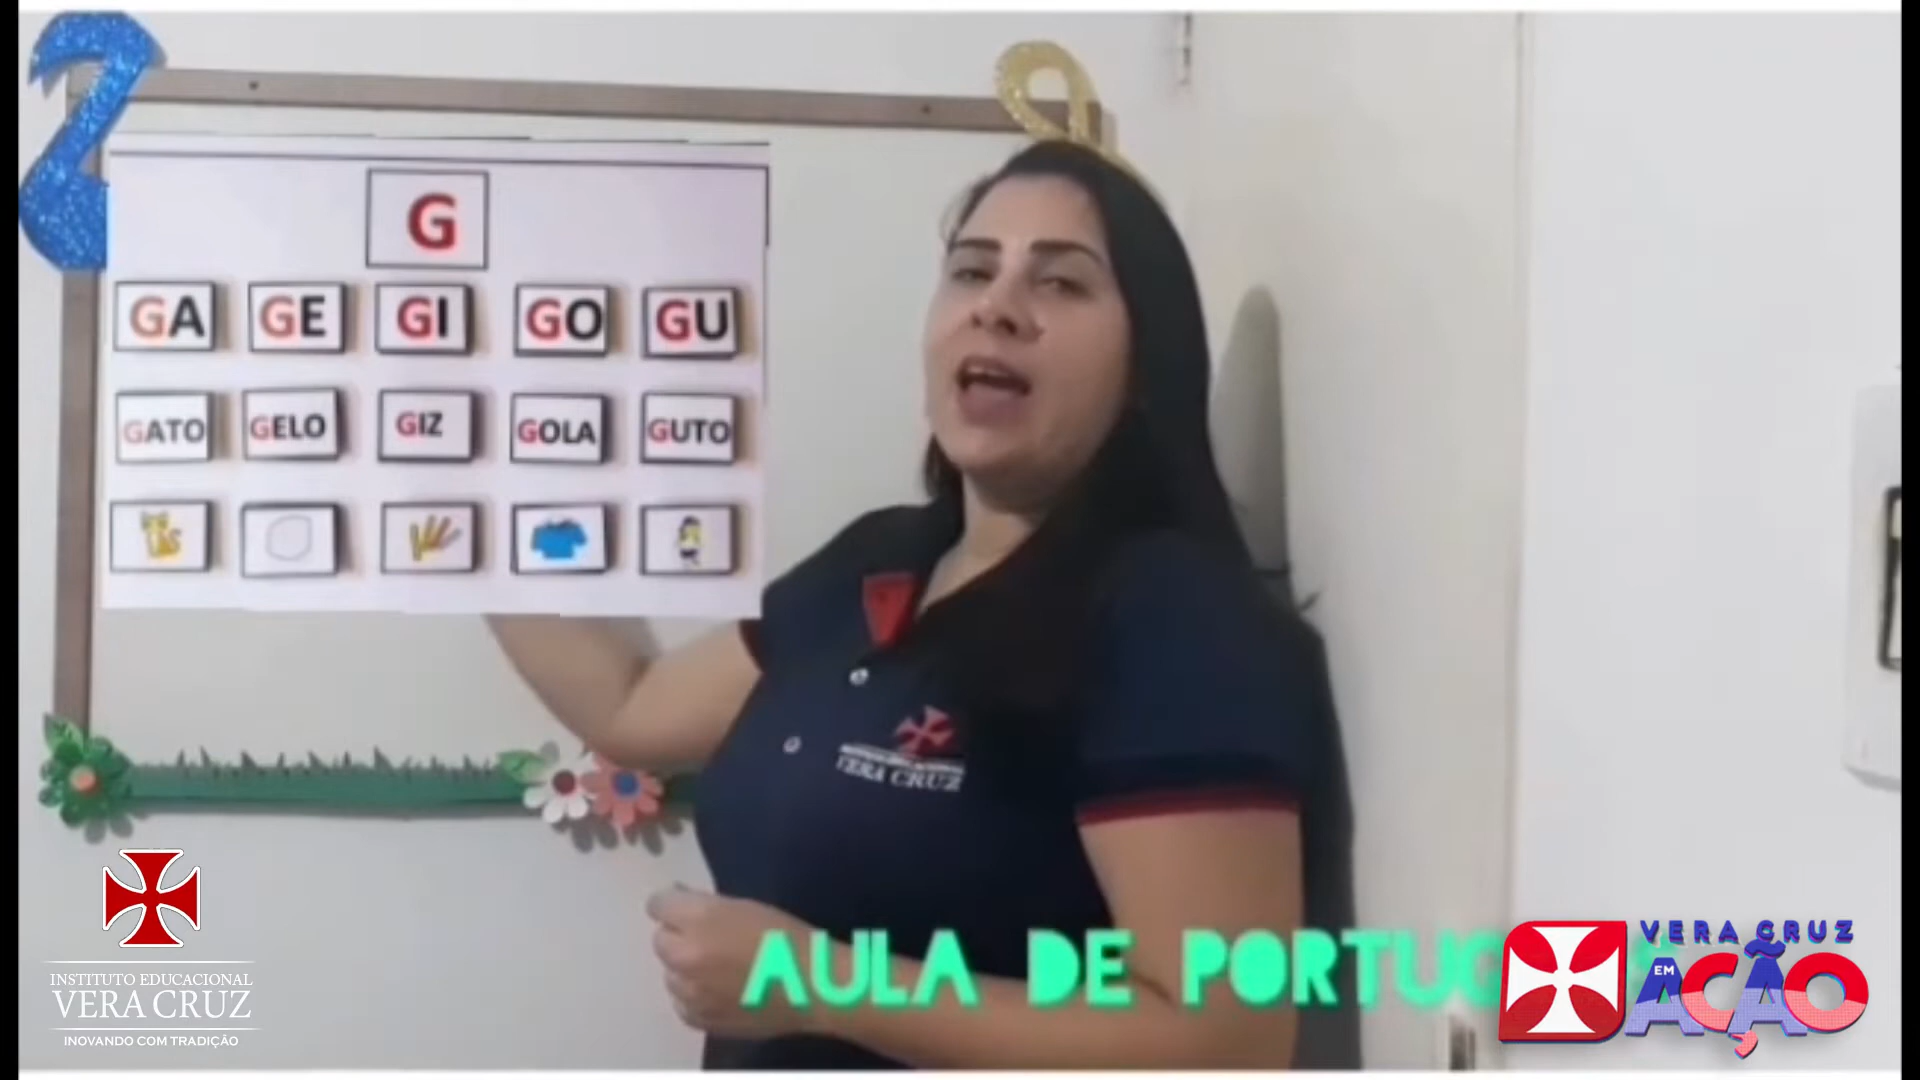 G
GA GE GI GO GU
GATO GELO GIZ GOLA GUTO
VERA CRUZ
AULA DE
VERA CRUZ
EM
AÇÃO
INSTITUTO EDUCACIONAL
VERA CRUZ
INOVANDO COM TRADIÇÃO